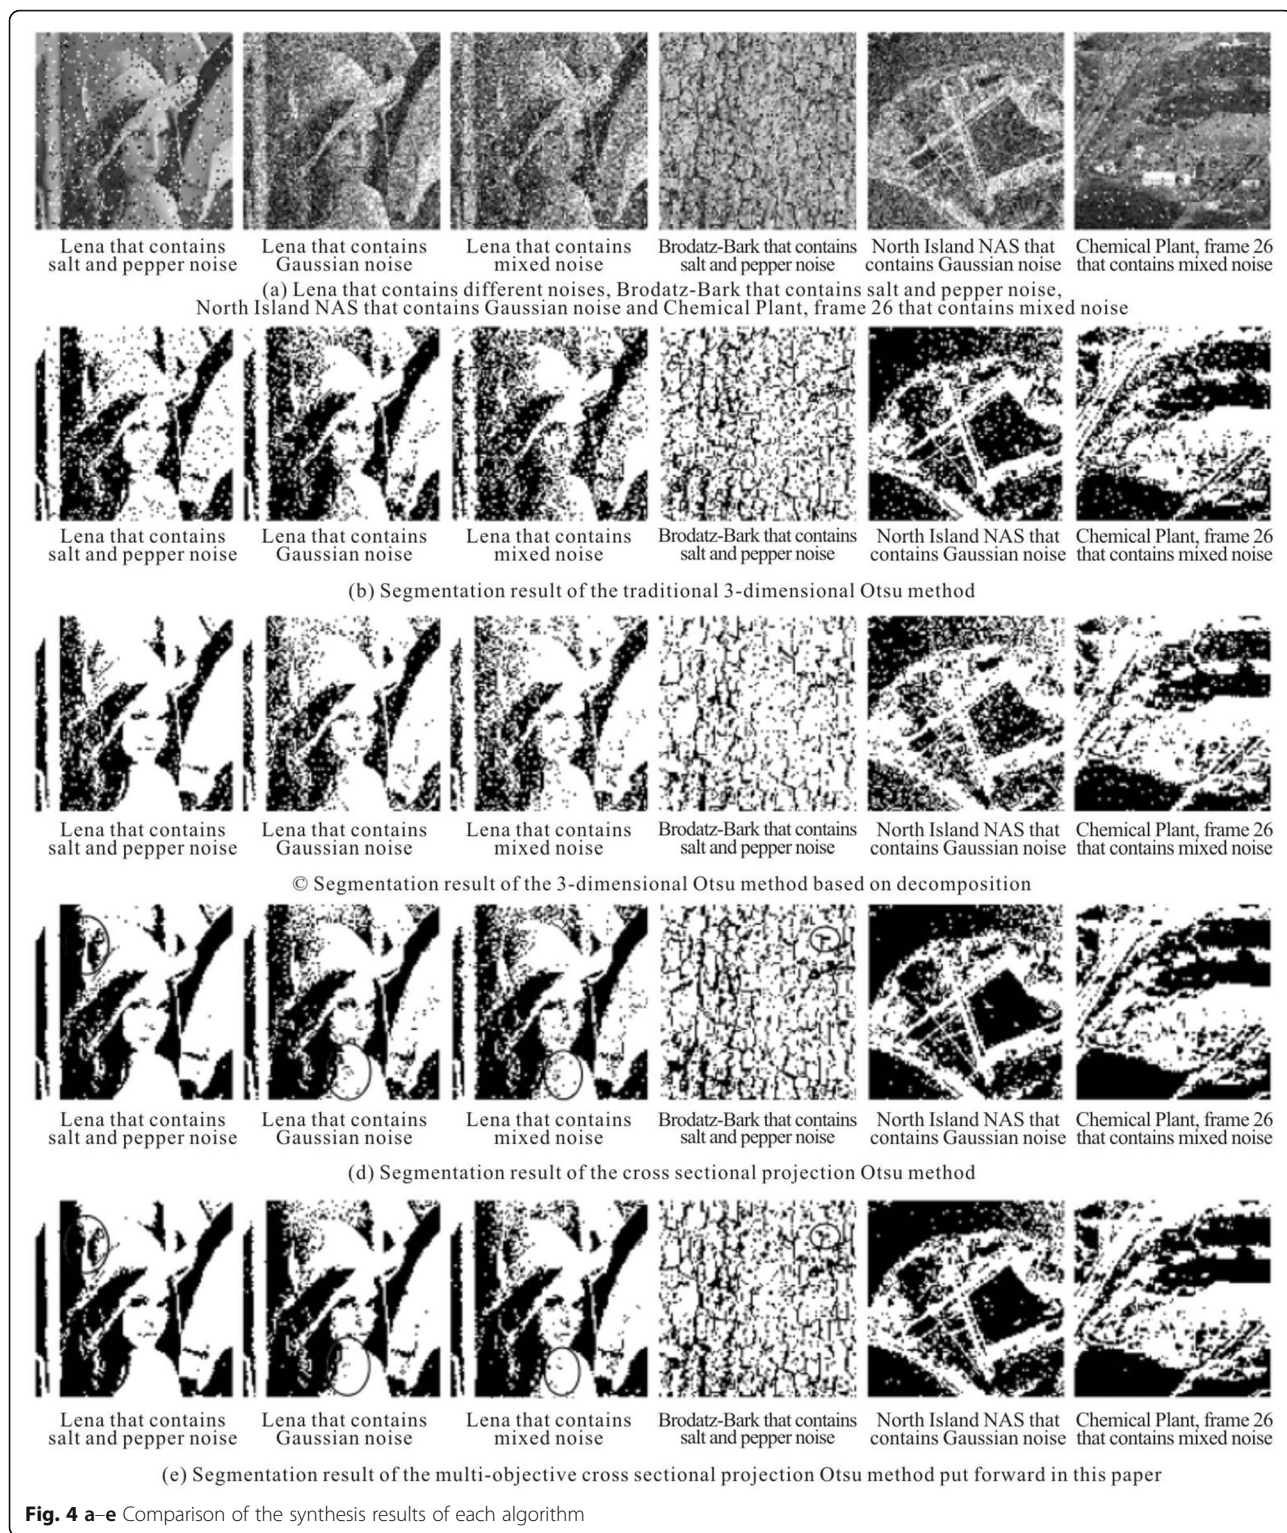 Lena that contains
salt and pepper noise
Lena that contains
Gaussian noise
Lena that contains
mixed noise
Brodatz-Bark that contains
salt and pepper noise
North Island NAS that
contains Gaussian noise
Chemical Plant, frame 26
that contains mixed noise
(a) Lena that contains different noises, Brodatz-Bark that contains salt and pepper noise,
North Island NAS that contains Gaussian noise and Chemical Plant, frame 26 that contains mixed noise
Lena that contains
salt and pepper noise
Lena that contains
Gaussian noise
Lena that contains
mixed noise
Brodatz-Bark that contains
salt and pepper noise
North Island NAS that
contains Gaussian noise
Chemical Plant, frame 26
that contains mixed noise
(b) Segmentation result of the traditional 3-dimensional Otsu method
Lena that contains
salt and pepper noise
Lena that contains
Gaussian noise
Lena that contains
mixed noise
Brodatz-Bark that contains
salt and pepper noise
North Island NAS that
contains Gaussian noise
Chemical Plant, frame 26
that contains mixed noise
© Segmentation result of the 3-dimensional Otsu method based on decomposition
Lena that contains
salt and pepper noise
Lena that contains
Gaussian noise
Lena that contains
mixed noise
Brodatz-Bark that contains
salt and pepper noise
North Island NAS that
contains Gaussian noise
Chemical Plant, frame 26
that contains mixed noise
(d) Segmentation result of the cross sectional projection Otsu method
Lena that contains
salt and pepper noise
Lena that contains
Gaussian noise
Lena that contains
mixed noise
Brodatz-Bark that contains
salt and pepper noise
North Island NAS that
contains Gaussian noise
Chemical Plant, frame 26
that contains mixed noise
(e) Segmentation result of the multi-objective cross sectional projection Otsu method put forward in this paper
Fig. 4 a–e Comparison of the synthesis results of each algorithm